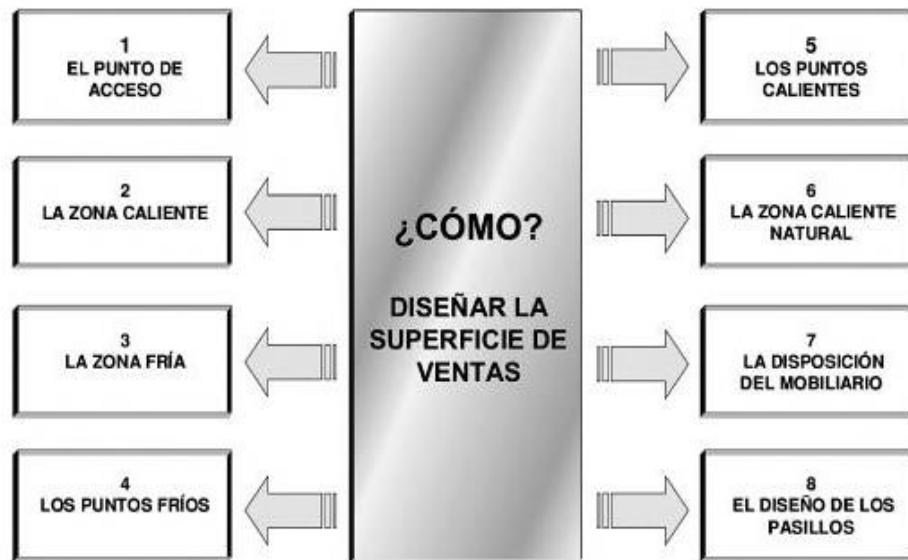 1
EL PUNTO DE
ACCESO
2
LA ZONA CALIENTE
3
LA ZONA FRÍA
4
LOS PUNTOS FRÍOS
¿CÓMO?
DISEÑAR LA
SUPERFICIE DE
VENTAS
5
LOS PUNTOS
CALIENTES
6
LA ZONA CALIENTE
NATURAL
7
LA DISPOSICIÓN
DEL MOBILIARIO
8
EL DISEÑO DE LOS
PASILLOS